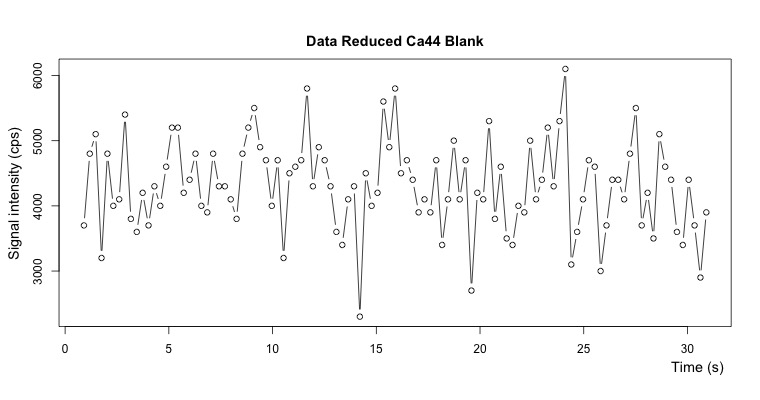 Data Reduced Ca44 Blank
Signal intensity (cps)
6000
5000
4000
3000
0 5 10 15 20 25 30
Time (s)